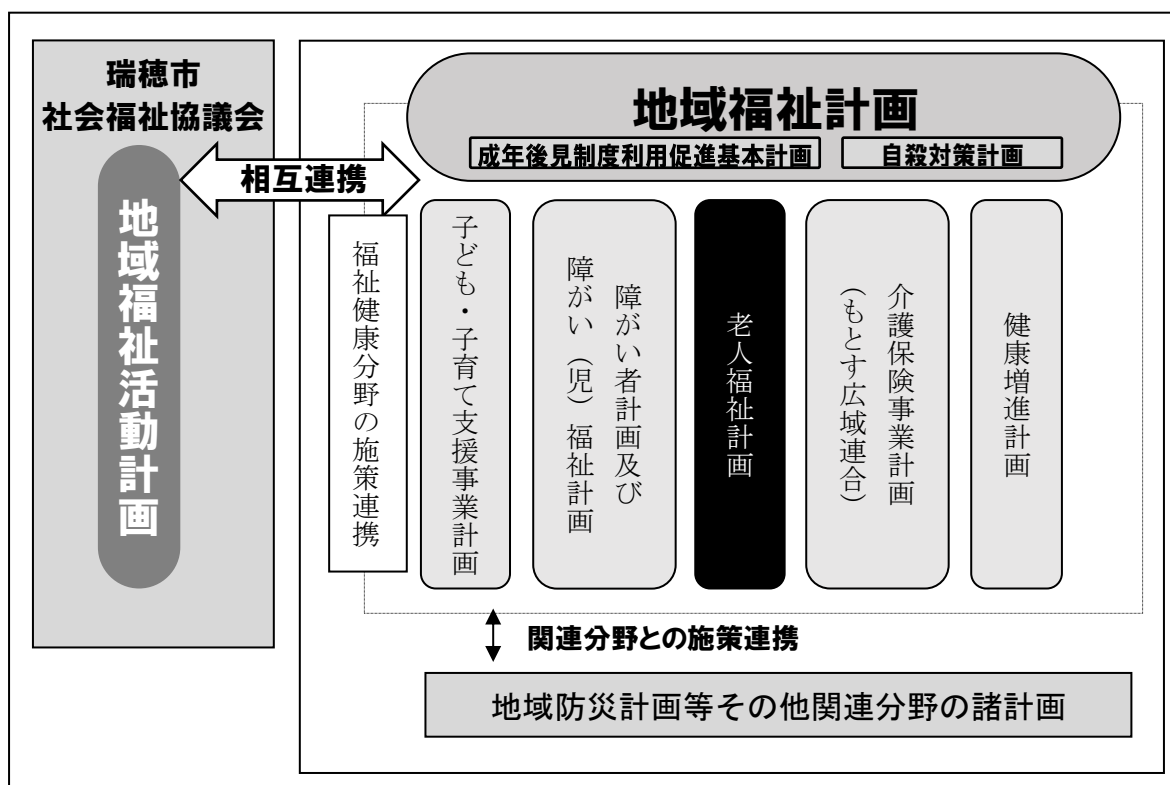 瑞穂市
社会福祉協議会
地域福祉活動計画
相互連携
地域福祉計画
成年後見制度利用促進基本計画
自殺対策計画
福祉健康分野の施策連携
子ども・子育て支援事業計画
障がい者計画及び
障がい（児）福祉計画
老人福祉計画
介護保険事業計画
（もとす広域連合）
健康増進計画
関連分野との施策連携
地域防災計画等その他関連分野の諸計画